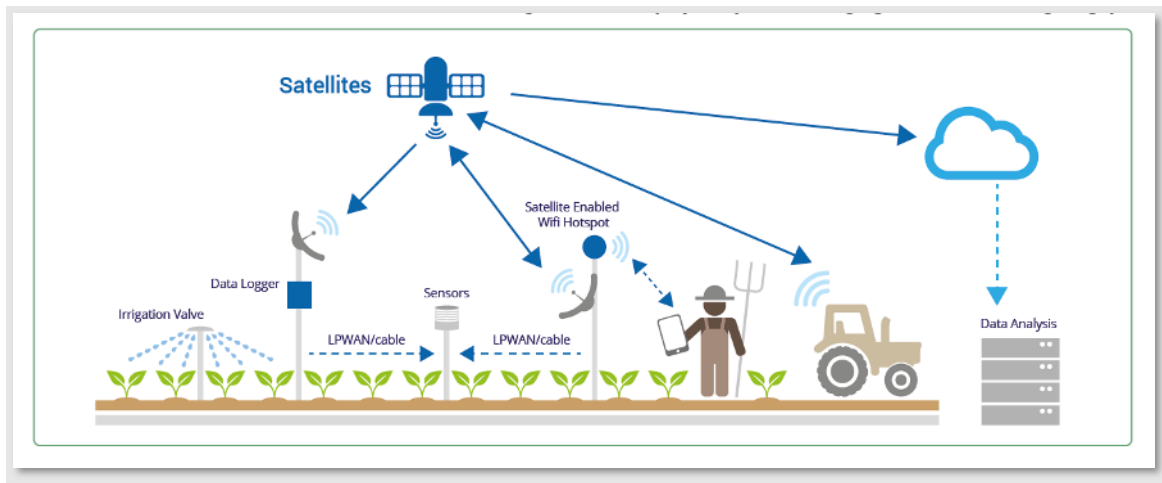 Satellites
Satellite Enabled
Wifi Hotspot
Data Logger
Sensors
Irrigation Valve
LPWAN/cable
LPWAN/cable
Data Analysis